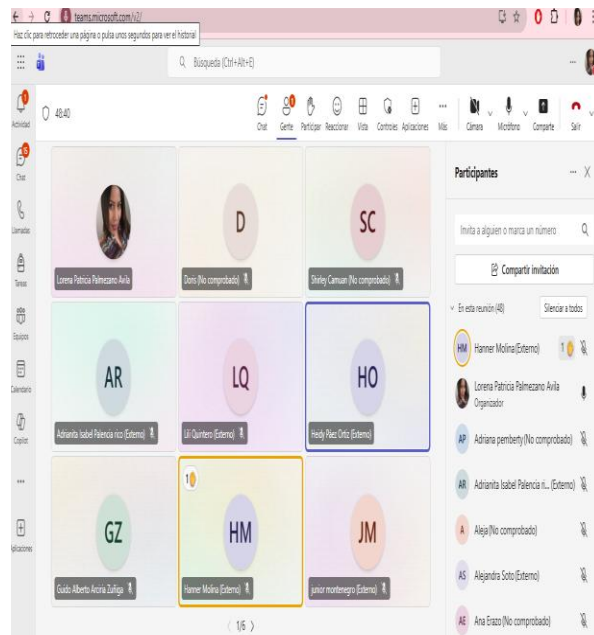 teams.microsoft.com/v2/
Haz clic para retroceder una página o pulsa unos segundos para ver el historial
Búsqueda (Ctrl+Alt+E)
Actividad
Chat
15
Llamadas
Tareas
Equipos
Calendario
Copilot
Aplicaciones
48:40
Chat
Gente
Participar
Reaccionar
Vista
Controles
Aplicaciones
Más
Cámara
Micrófono
Comparte
Salir
Lorena Patricia Palmezano Avila
D
Doris (No comprobado)
SC
Shirley Camuan (No comprobado)
AR
Adrianita Isabel Palencia rico (Externo)
LQ
Lili Quintero (Externo)
HO
Heidy Páez Ortiz (Externo)
GZ
Guido Alberto Arciria Zuñiga
1
HM
Hanner Molina (Externo)
JM
junior montenegro (Externo)
1/6
Participantes
Invita a alguien o marca un número
Compartir invitación
En esta reunión (48)
Silenciar a todos
HM
Hanner Molina (Externo)
1
Lorena Patricia Palmezano Avila
Organizador
AP
Adriana pemberty (No comprobado)
AR
Adrianita Isabel Palencia ri... (Externo)
A
Aleja (No comprobado)
AS
Alejandra Soto (Externo)
AE
Ana Erazo (No comprobado)